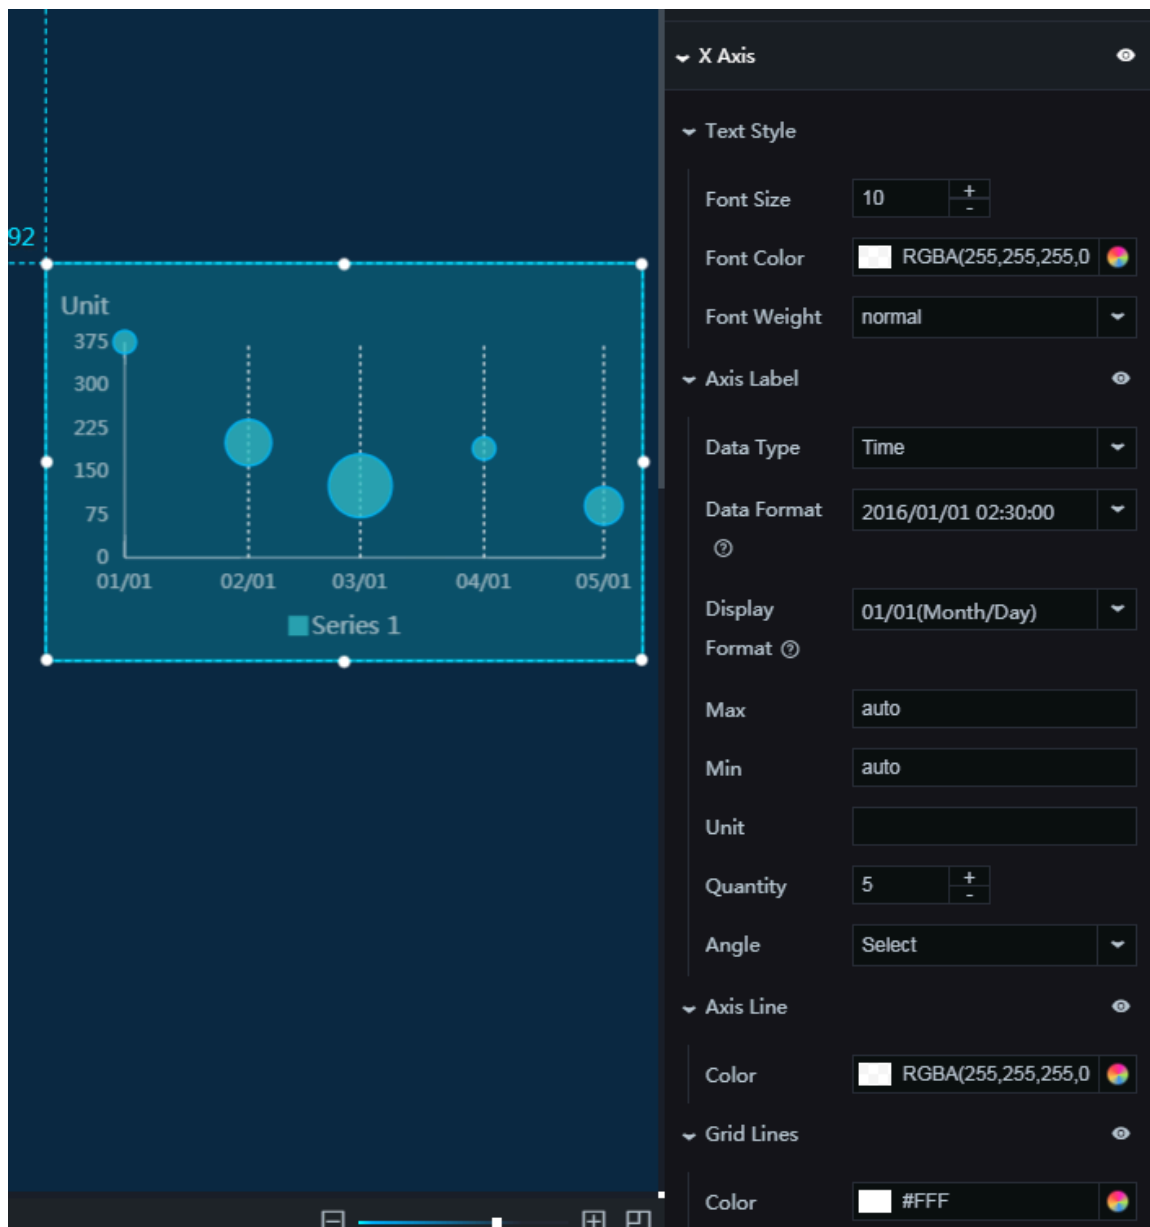 92
Unit
375
300
225
150
75
0
01/01 02/01 03/01 04/01 05/01
Series 1
X Axis
Text Style
Font Size 10 + -
Font Color RGBA(255,255,255,0
Font Weight normal
Axis Label
Data Type Time
Data Format 2016/01/01 02:30:00
?
Display 01/01(Month/Day)
Format ?
Max auto
Min auto
Unit
Quantity 5 + -
Angle Select
Axis Line
Color RGBA(255,255,255,0
Grid Lines
Color #FFF